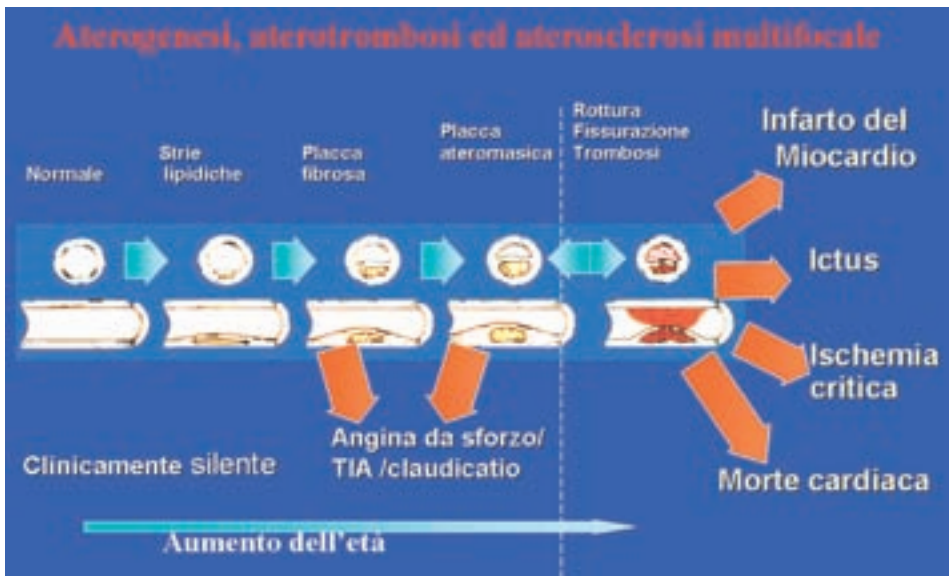 Aterogenesi, aterotrombosi ed aterosclerosi multifocale
Normale
Strie
lipidiche
Placca
fibrosa
Placca
ateromasica
Rottura
Fissurazione
Trombosi
Infarto del
Miocardio
Ictus
Ischemia
critica
Morte cardiaca
Angina da sforzo/
TIA /claudicatio
Clinicamente silente
Aumento dell'età